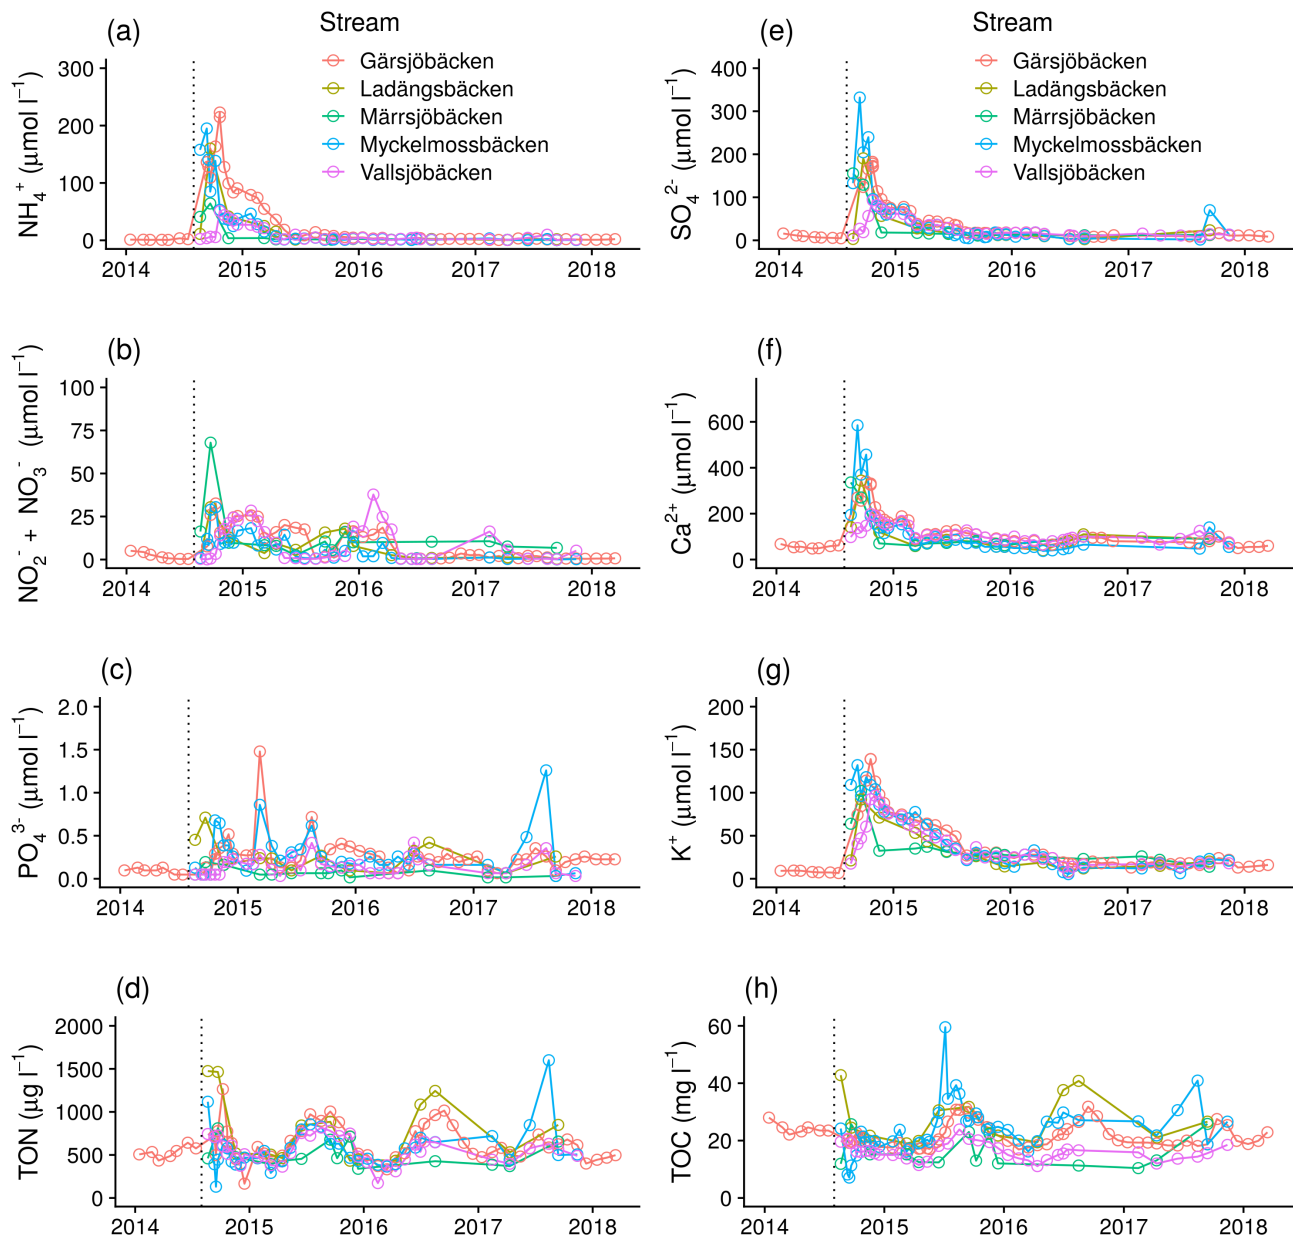 (a)
Stream
Gärsjöbäcken
Ladängsbäcken
Märrsjöbäcken
Myckelmossbäcken
Vallsjöbäcken
NH₄⁺ (μmol l⁻¹)
300
200
100
0
2014 2015 2016 2017 2018
(e)
Stream
Gärsjöbäcken
Ladängsbäcken
Märrsjöbäcken
Myckelmossbäcken
Vallsjöbäcken
SO₄²⁻ (μmol l⁻¹)
400
300
200
100
0
2014 2015 2016 2017 2018
(b)
NO₂⁻ + NO₃⁻ (μmol l⁻¹)
100
75
50
25
0
2014 2015 2016 2017 2018
(f)
Ca²⁺ (μmol l⁻¹)
600
400
200
0
2014 2015 2016 2017 2018
(c)
PO₄³⁻ (μmol l⁻¹)
2.0
1.5
1.0
0.5
0.0
2014 2015 2016 2017 2018
(g)
K⁺ (μmol l⁻¹)
200
150
100
50
0
2014 2015 2016 2017 2018
(d)
TON (μg l⁻¹)
2000
1500
1000
500
0
2014 2015 2016 2017 2018
(h)
TOC (mg l⁻¹)
60
40
20
0
2014 2015 2016 2017 2018